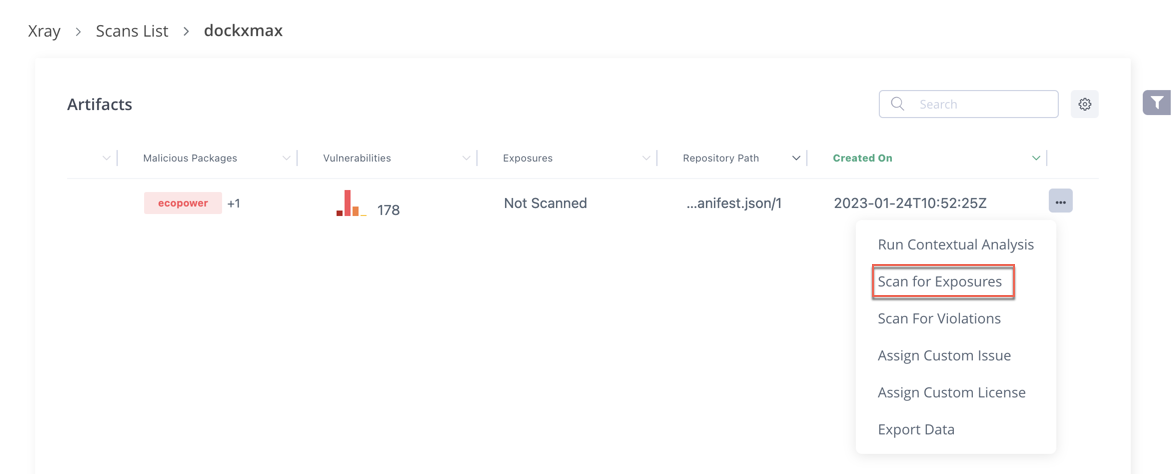 Xray > Scans List > dockxmax
Artifacts
Search
Malicious Packages Vulnerabilities Exposures Repository Path Created On
ecopower +1 178 Not Scanned ...anifest.json/1 2023-01-24T10:52:25Z ...
Run Contextual Analysis
Scan for Exposures
Scan For Violations
Assign Custom Issue
Assign Custom License
Export Data